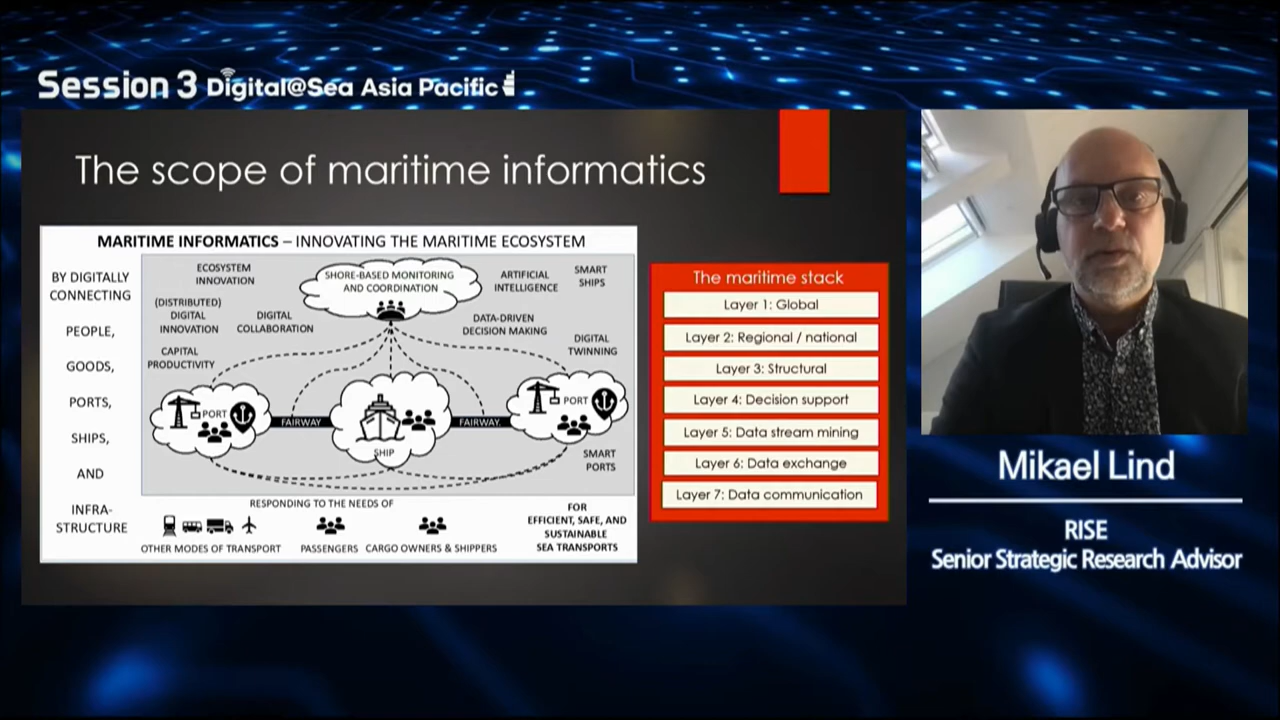 Session 3 Digital@Sea Asia Pacific
The scope of maritime informatics
MARITIME INFORMATICS – INNOVATING THE MARITIME ECOSYSTEM
BY DIGITALLY
CONNECTING
PEOPLE,
GOODS,
PORTS,
SHIPS,
AND
INFRA-
STRUCTURE
ECOSYSTEM
INNOVATION
(DISTRIBUTED)
DIGITAL
INNOVATION
DIGITAL
COLLABORATION
CAPITAL
PRODUCTIVITY
SHORE-BASED MONITORING
AND COORDINATION
ARTIFICIAL
INTELLIGENCE
SMART
SHIPS
DATA-DRIVEN
DECISION MAKING
DIGITAL
TWINNING
PORT
FAIRWAY
SHIP
FAIRWAY.
PORT
SMART
PORTS
RESPONDING TO THE NEEDS OF
OTHER MODES OF TRANSPORT
PASSENGERS
CARGO OWNERS & SHIPPERS
FOR
EFFICIENT, SAFE, AND
SUSTAINABLE
SEA TRANSPORTS
The maritime stack
Layer 1: Global
Layer 2: Regional / national
Layer 3: Structural
Layer 4: Decision support
Layer 5: Data stream mining
Layer 6: Data exchange
Layer 7: Data communication
Mikael Lind
RISE
Senior Strategic Research Advisor